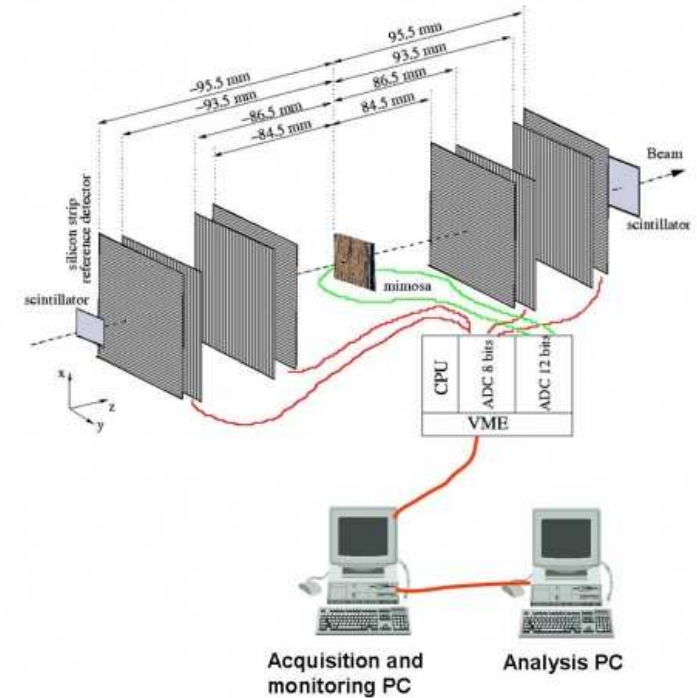 95.5 mm
93.5 mm
86.5 mm
84.5 mm
−95.5 mm
−93.5 mm
−86.5 mm
−84.5 mm
silicon strip
reference detector
scintillator
Beam
scintillator
mimosa
x
z
y
CPU
ADC 8 bits
ADC 12 bits
VME
Acquisition and
monitoring PC
Analysis PC